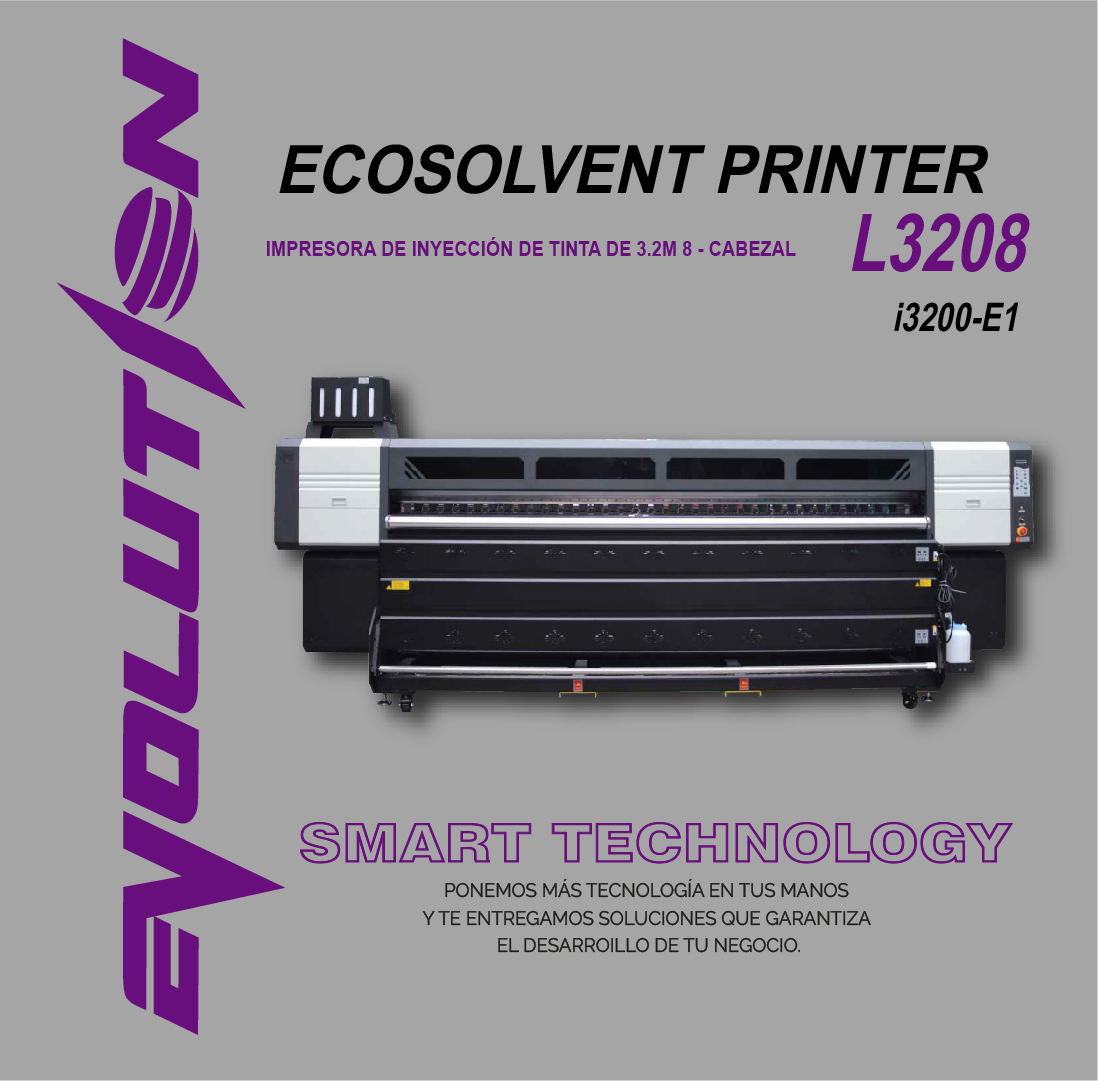 EVOLUTION
ECOSOLVENT PRINTER
IMPRESORA DE INYECCIÓN DE TINTA DE 3.2M 8 - CABEZAL
L3208
i3200-E1
SMART TECHNOLOGY
PONEMOS MÁS TECNOLOGÍA EN TUS MANOS
Y TE ENTREGAMOS SOLUCIONES QUE GARANTIZA
EL DESARROILLO DE TU NEGOCIO.